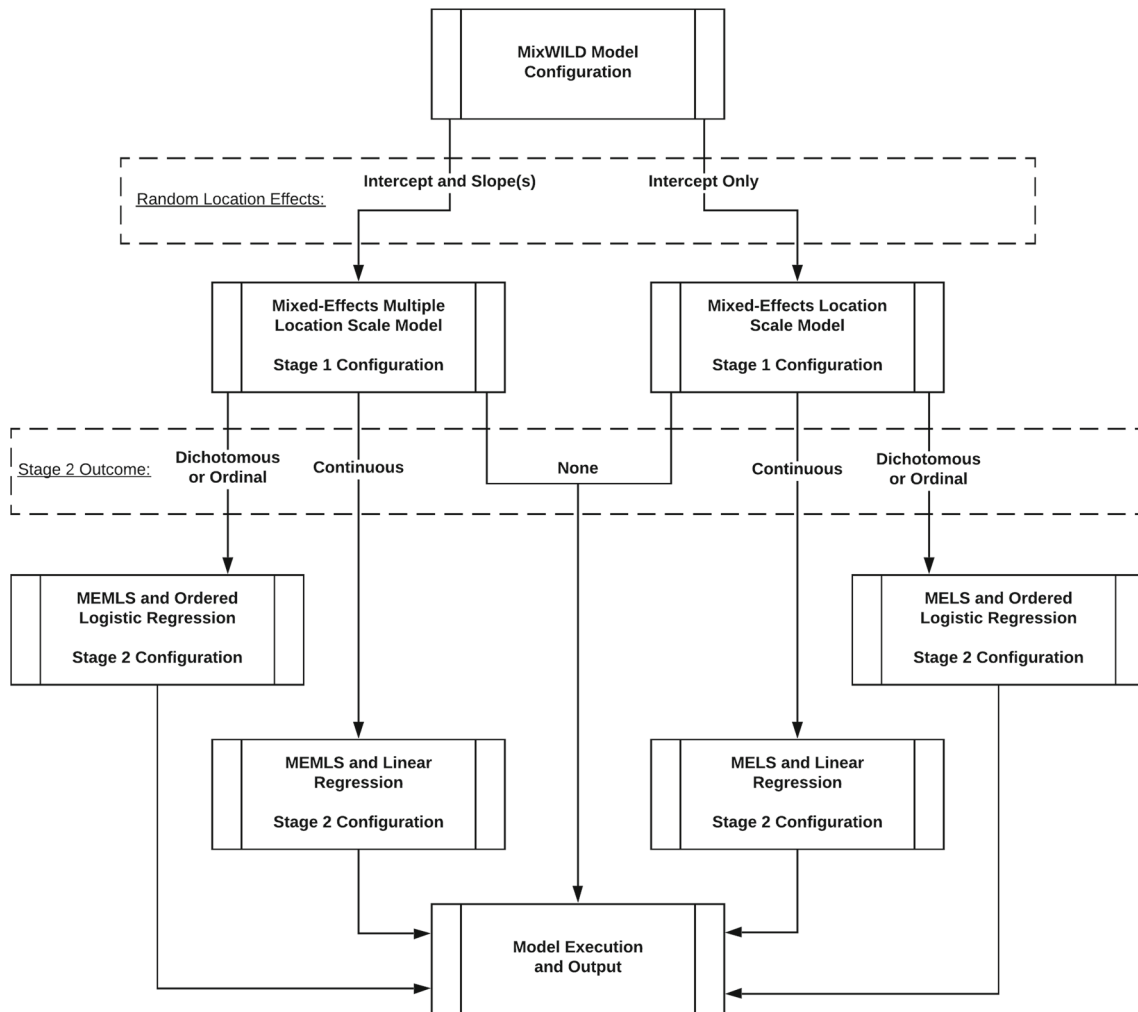 MixWILD Model
Configuration
Intercept and Slope(s)
Intercept Only
Random Location Effects:
Mixed-Effects Multiple
Location Scale Model
Stage 1 Configuration
Mixed-Effects Location
Scale Model
Stage 1 Configuration
Stage 2 Outcome:
Dichotomous
or Ordinal
Continuous
None
Continuous
Dichotomous
or Ordinal
MEMLS and Ordered
Logistic Regression
Stage 2 Configuration
MELS and Ordered
Logistic Regression
Stage 2 Configuration
MEMLS and Linear
Regression
Stage 2 Configuration
MELS and Linear
Regression
Stage 2 Configuration
Model Execution
and Output